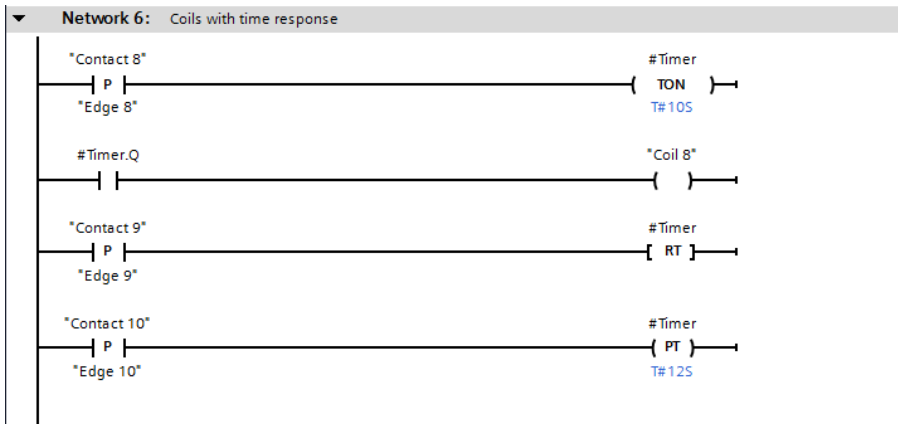 Network 6: Coils with time response
"Contact 8" #Timer
P TON
"Edge 8" T#10S
#Timer.Q "Coil 8"
"Contact 9" #Timer
P RT
"Edge 9"
"Contact 10" #Timer
P PT
"Edge 10" T#12S